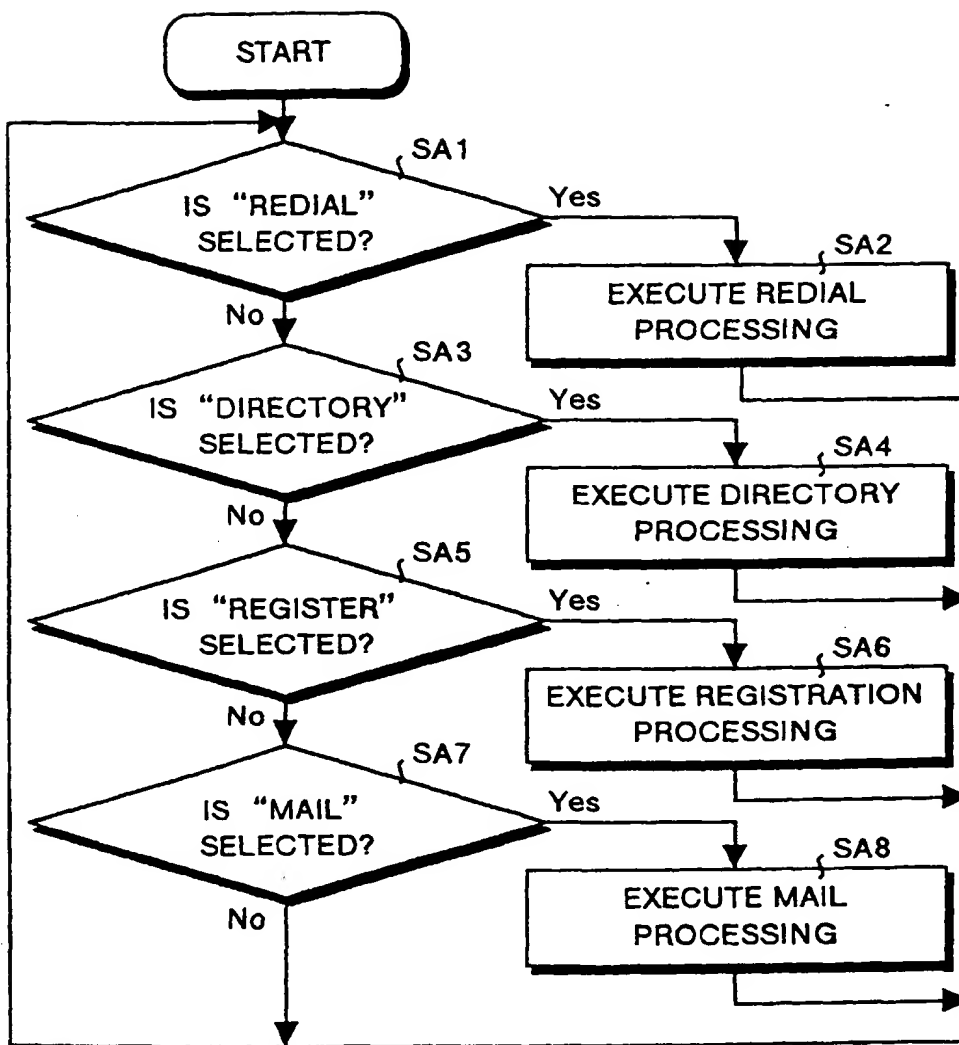 START
SA1
IS “REDIAL”
SELECTED?
Yes
No
SA2
EXECUTE REDIAL
PROCESSING
SA3
IS “DIRECTORY”
SELECTED?
Yes
No
SA4
EXECUTE DIRECTORY
PROCESSING
SA5
IS “REGISTER”
SELECTED?
Yes
No
SA6
EXECUTE REGISTRATION
PROCESSING
SA7
IS “MAIL”
SELECTED?
Yes
No
SA8
EXECUTE MAIL
PROCESSING